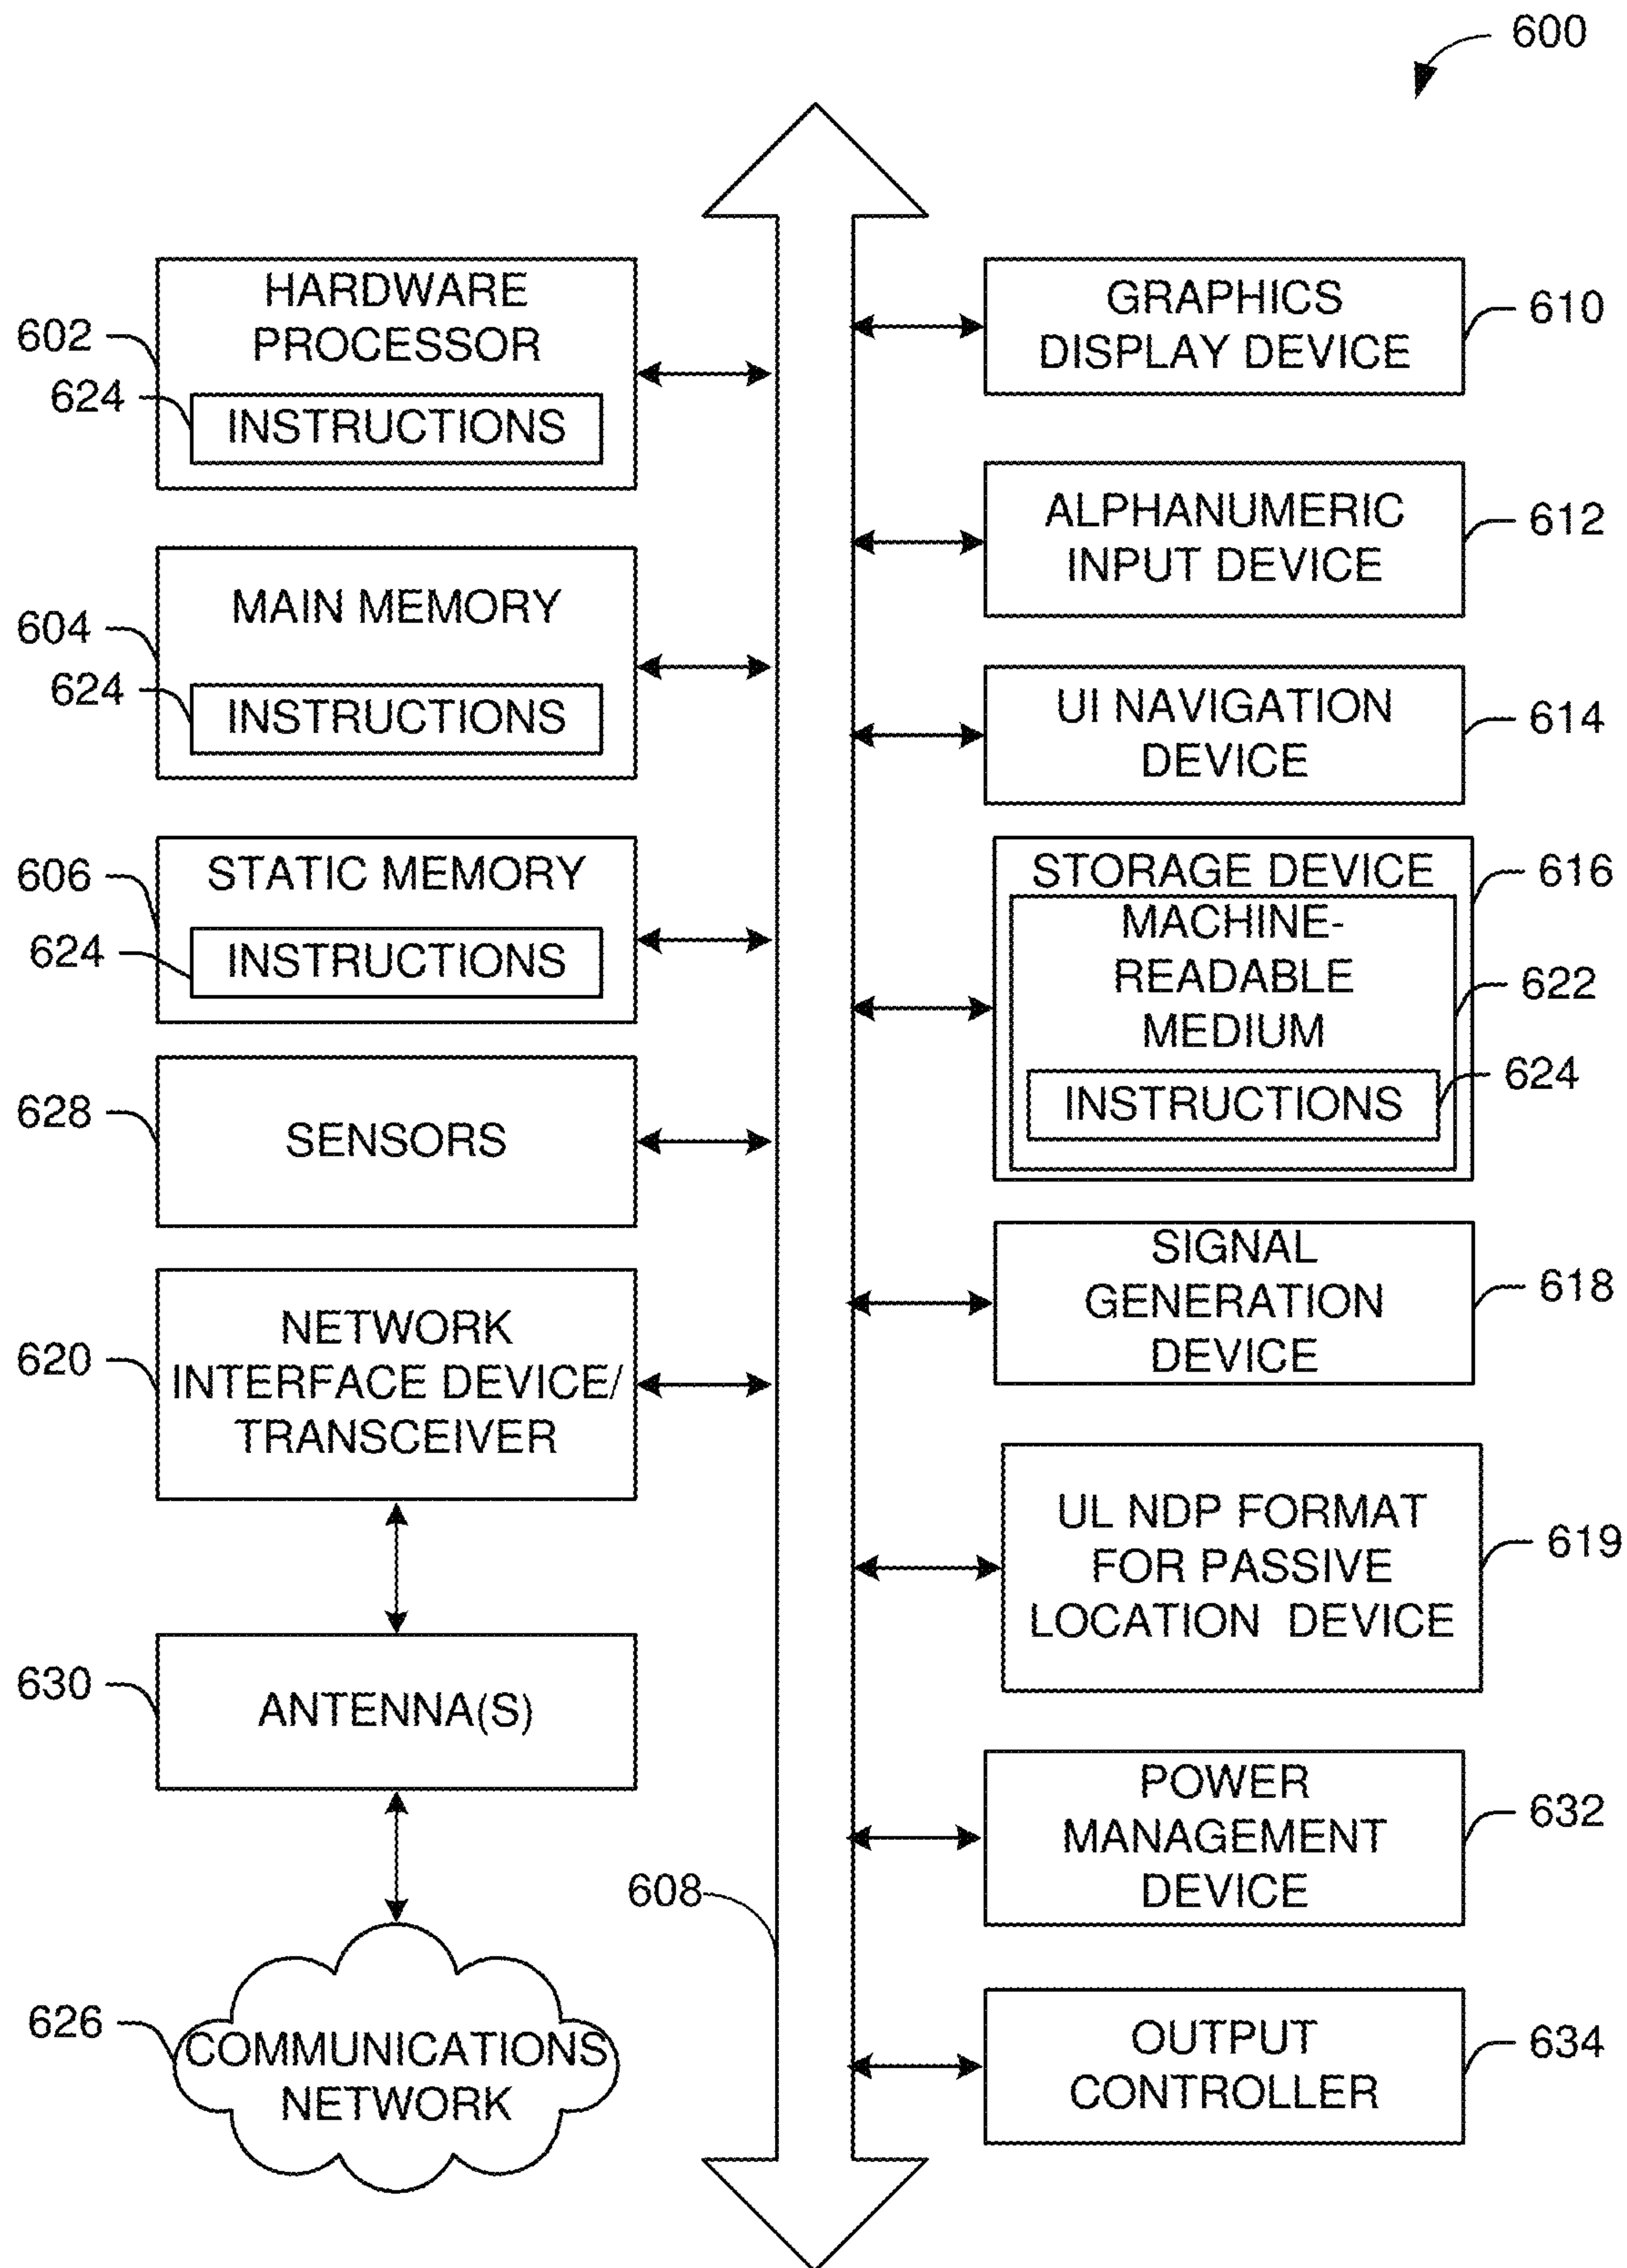 600
HARDWARE
PROCESSOR
602
624
INSTRUCTIONS
MAIN MEMORY
604
624
INSTRUCTIONS
STATIC MEMORY
606
624
INSTRUCTIONS
628
SENSORS
NETWORK
INTERFACE DEVICE/
TRANSCEIVER
620
630
ANTENNA(S)
608
626
COMMUNICATIONS
NETWORK
GRAPHICS
DISPLAY DEVICE
610
ALPHANUMERIC
INPUT DEVICE
612
UI NAVIGATION
DEVICE
614
STORAGE DEVICE
616
MACHINE-
READABLE
MEDIUM
622
INSTRUCTIONS
624
SIGNAL
GENERATION
DEVICE
618
UL NDP FORMAT
FOR PASSIVE
LOCATION DEVICE
619
POWER
MANAGEMENT
DEVICE
632
OUTPUT
CONTROLLER
634